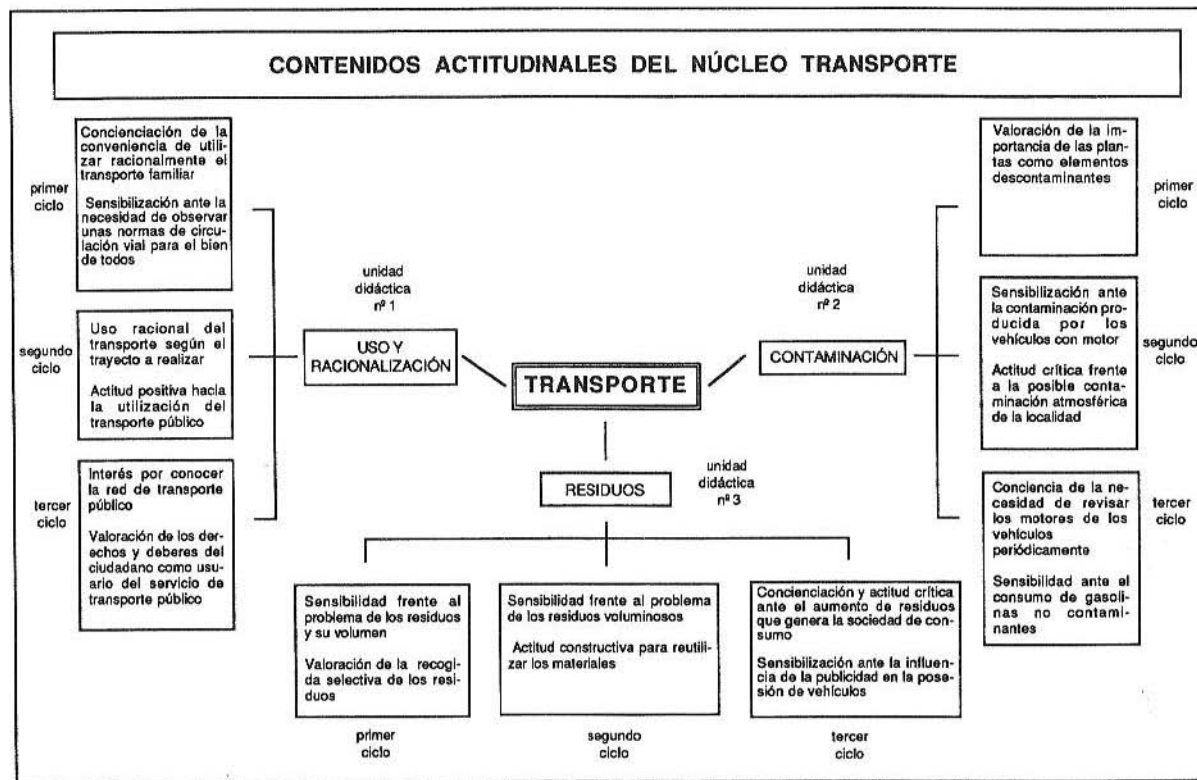 CONTENIDOS ACTITUDINALES DEL NÚCLEO TRANSPORTE
primer
ciclo
Concienciación de la
conveniencia de utili-
zar racionalmente el
transporte familiar
Sensibilización ante la
necesidad de observar
unas normas de circu-
lación vial para el bien
de todos
segundo
ciclo
Uso racional del
transporte según el
trayecto a realizar
Actitud positiva hacia
la utilización del
transporte público
tercer
ciclo
Interés por conocer
la red de transporte
público
Valoración de los dere-
chos y deberes del
ciudadano como usua-
rio del servicio de
transporte público
unidad
didáctica
nº 1
USO Y
RACIONALIZACIÓN
TRANSPORTE
unidad
didáctica
nº 2
CONTAMINACIÓN
Valoración de la im-
portancia de las plan-
tas como elementos
descontaminantes
primer
ciclo
Sensibilización ante
la contaminación pro-
ducida por los
vehículos con motor
Actitud crítica frente
a la posible conta-
minación atmosférica
de la localidad
segundo
ciclo
Conciencia de la ne-
cesidad de revisar
los motores de los
vehículos
periódicamente
Sensibilidad ante el
consumo de gasoli-
nas no contami-
nantes
tercer
ciclo
RESIDUOS
unidad
didáctica
nº 3
Sensibilidad frente al
problema de los residuos
y su volumen
Valoración de la recogi-
da selectiva de los resi-
duos
primer
ciclo
Sensibilidad frente al problema
de los residuos voluminosos
Actitud constructiva para reutili-
zar los materiales
segundo
ciclo
Concienciación y actitud crítica
ante el aumento de residuos
que genera la sociedad de con-
sumo
Sensibilización ante la influen-
cia de la publicidad en la pose-
sión de vehículos
tercer
ciclo